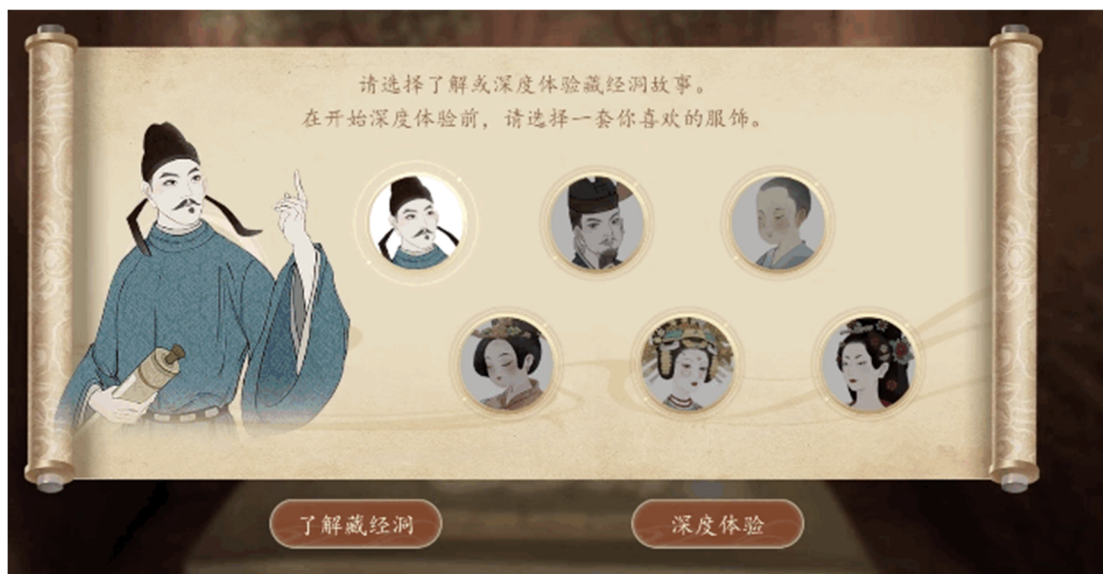 请选择了解或深度体验藏经洞故事。
在开始深度体验前，请选择一套你喜欢的服饰。
了解藏经洞
深度体验